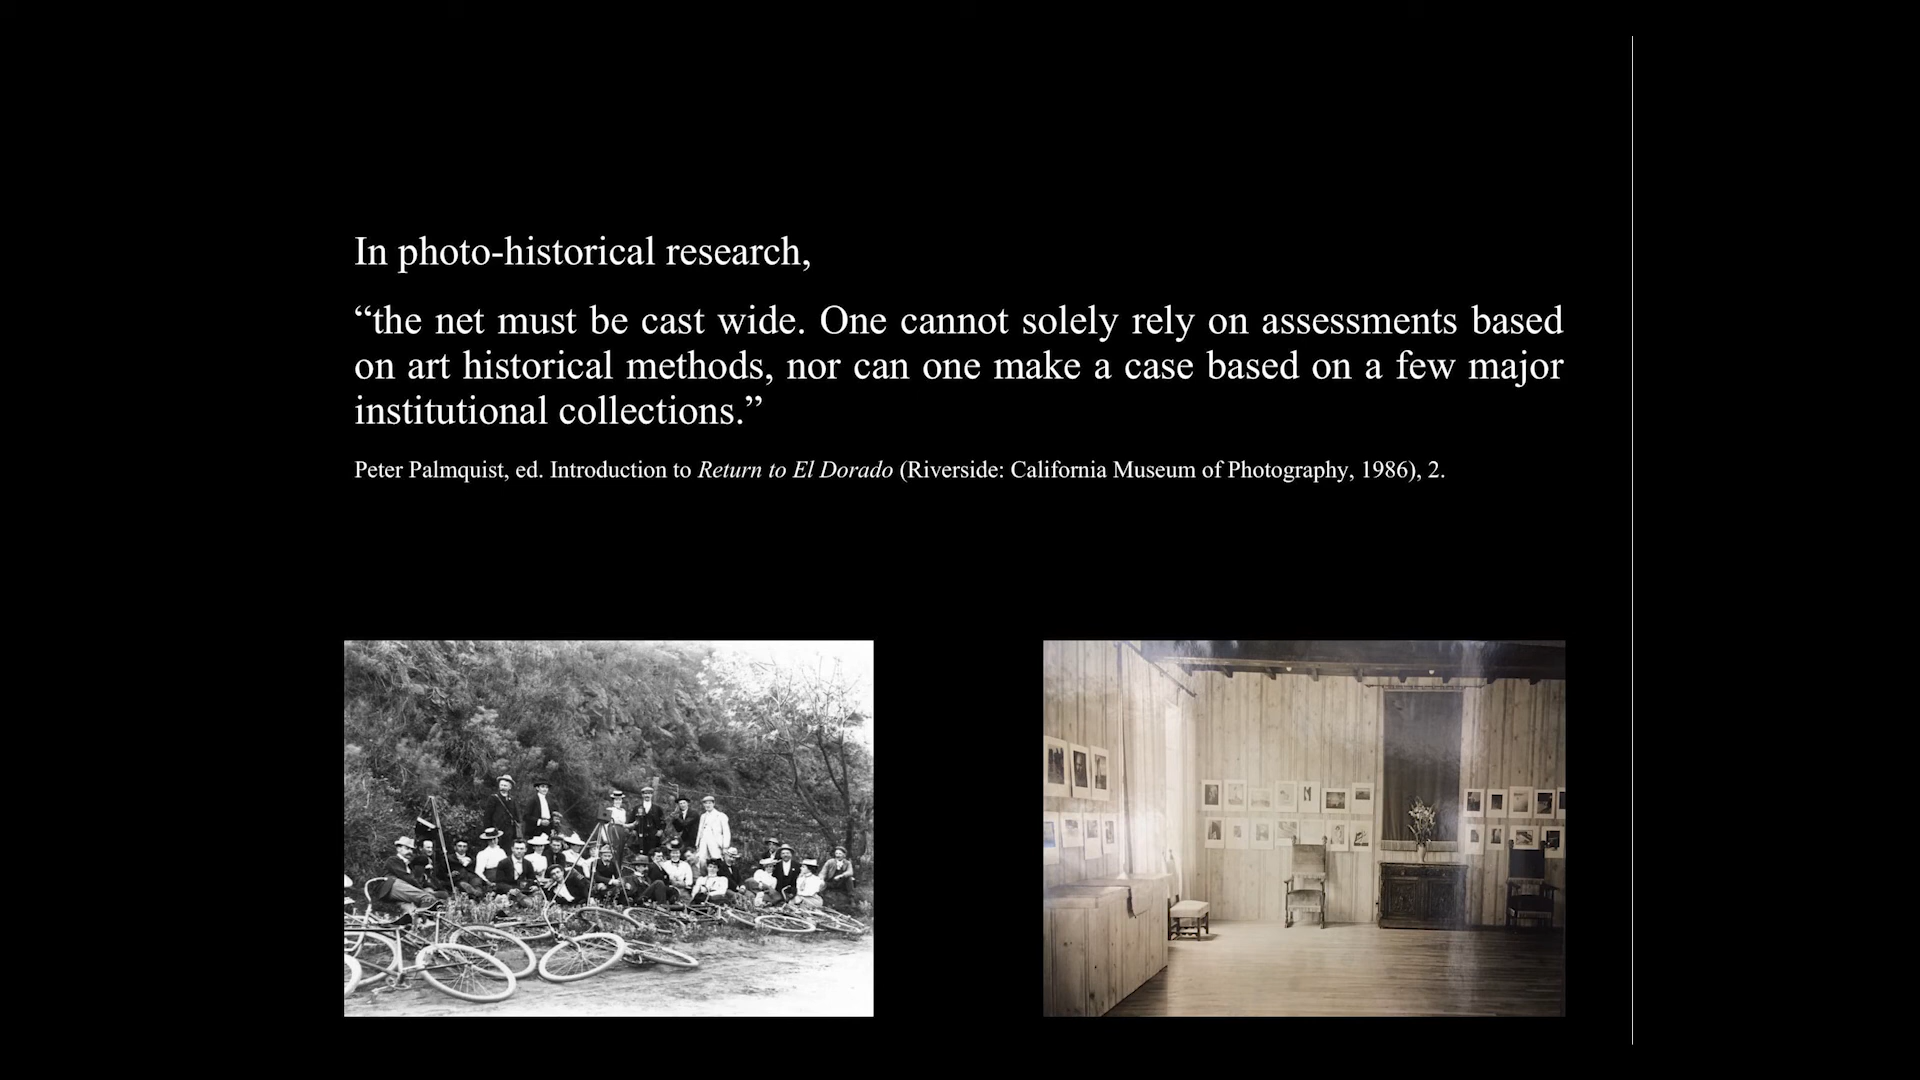 In photo-historical research,
“the net must be cast wide. One cannot solely rely on assessments based
on art historical methods, nor can one make a case based on a few major
institutional collections.”
Peter Palmquist, ed. Introduction to Return to El Dorado (Riverside: California Museum of Photography, 1986), 2.